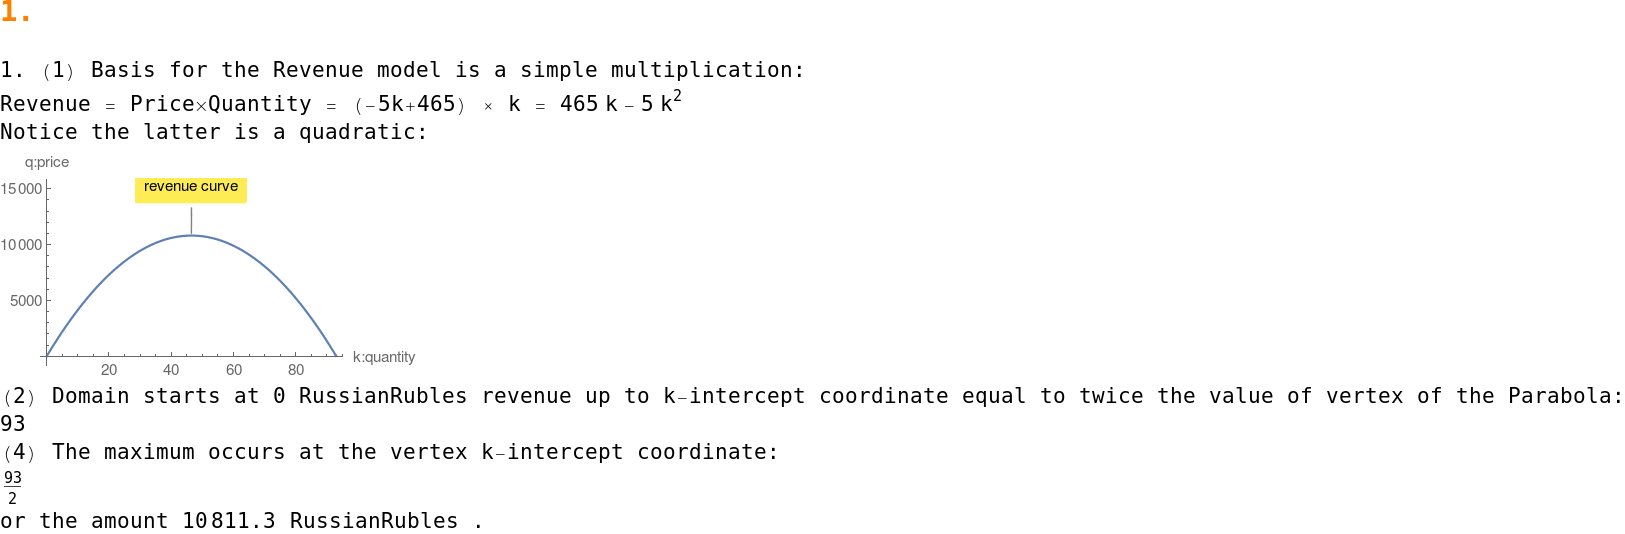 1.
1. (1) Basis for the Revenue model is a simple multiplication:
Revenue = Price×Quantity = (-5k+465) × k = 465 k - 5 k²
Notice the latter is a quadratic:
q:price
15000
revenue curve
10000
5000
k:quantity
20 40 60 80
(2) Domain starts at 0 RussianRubles revenue up to k-intercept coordinate equal to twice the value of vertex of the Parabola:
93
(4) The maximum occurs at the vertex k-intercept coordinate:
93
2
or the amount 10811.3 RussianRubles .